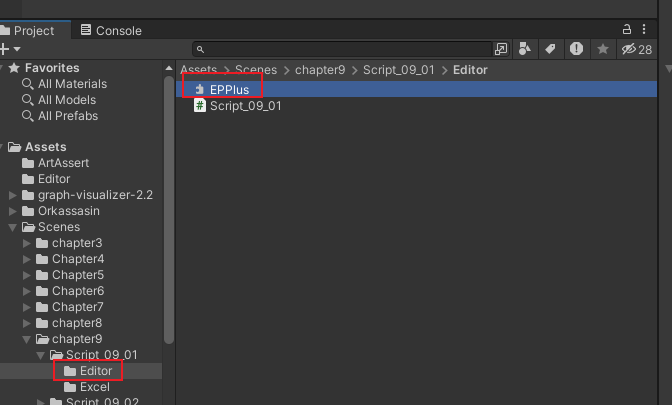 Project
Console
28
Favorites
All Materials
All Models
All Prefabs
Assets
ArtAssert
Editor
graph-visualizer-2.2
Orkassasin
Scenes
chapter3
Chapter4
Chapter5
Chapter6
Chapter7
chapter8
chapter9
Script_09_01
Editor
Excel
Script_09_02
Assets > Scenes > chapter9 > Script_09_01 > Editor
EPPlus
# Script_09_01